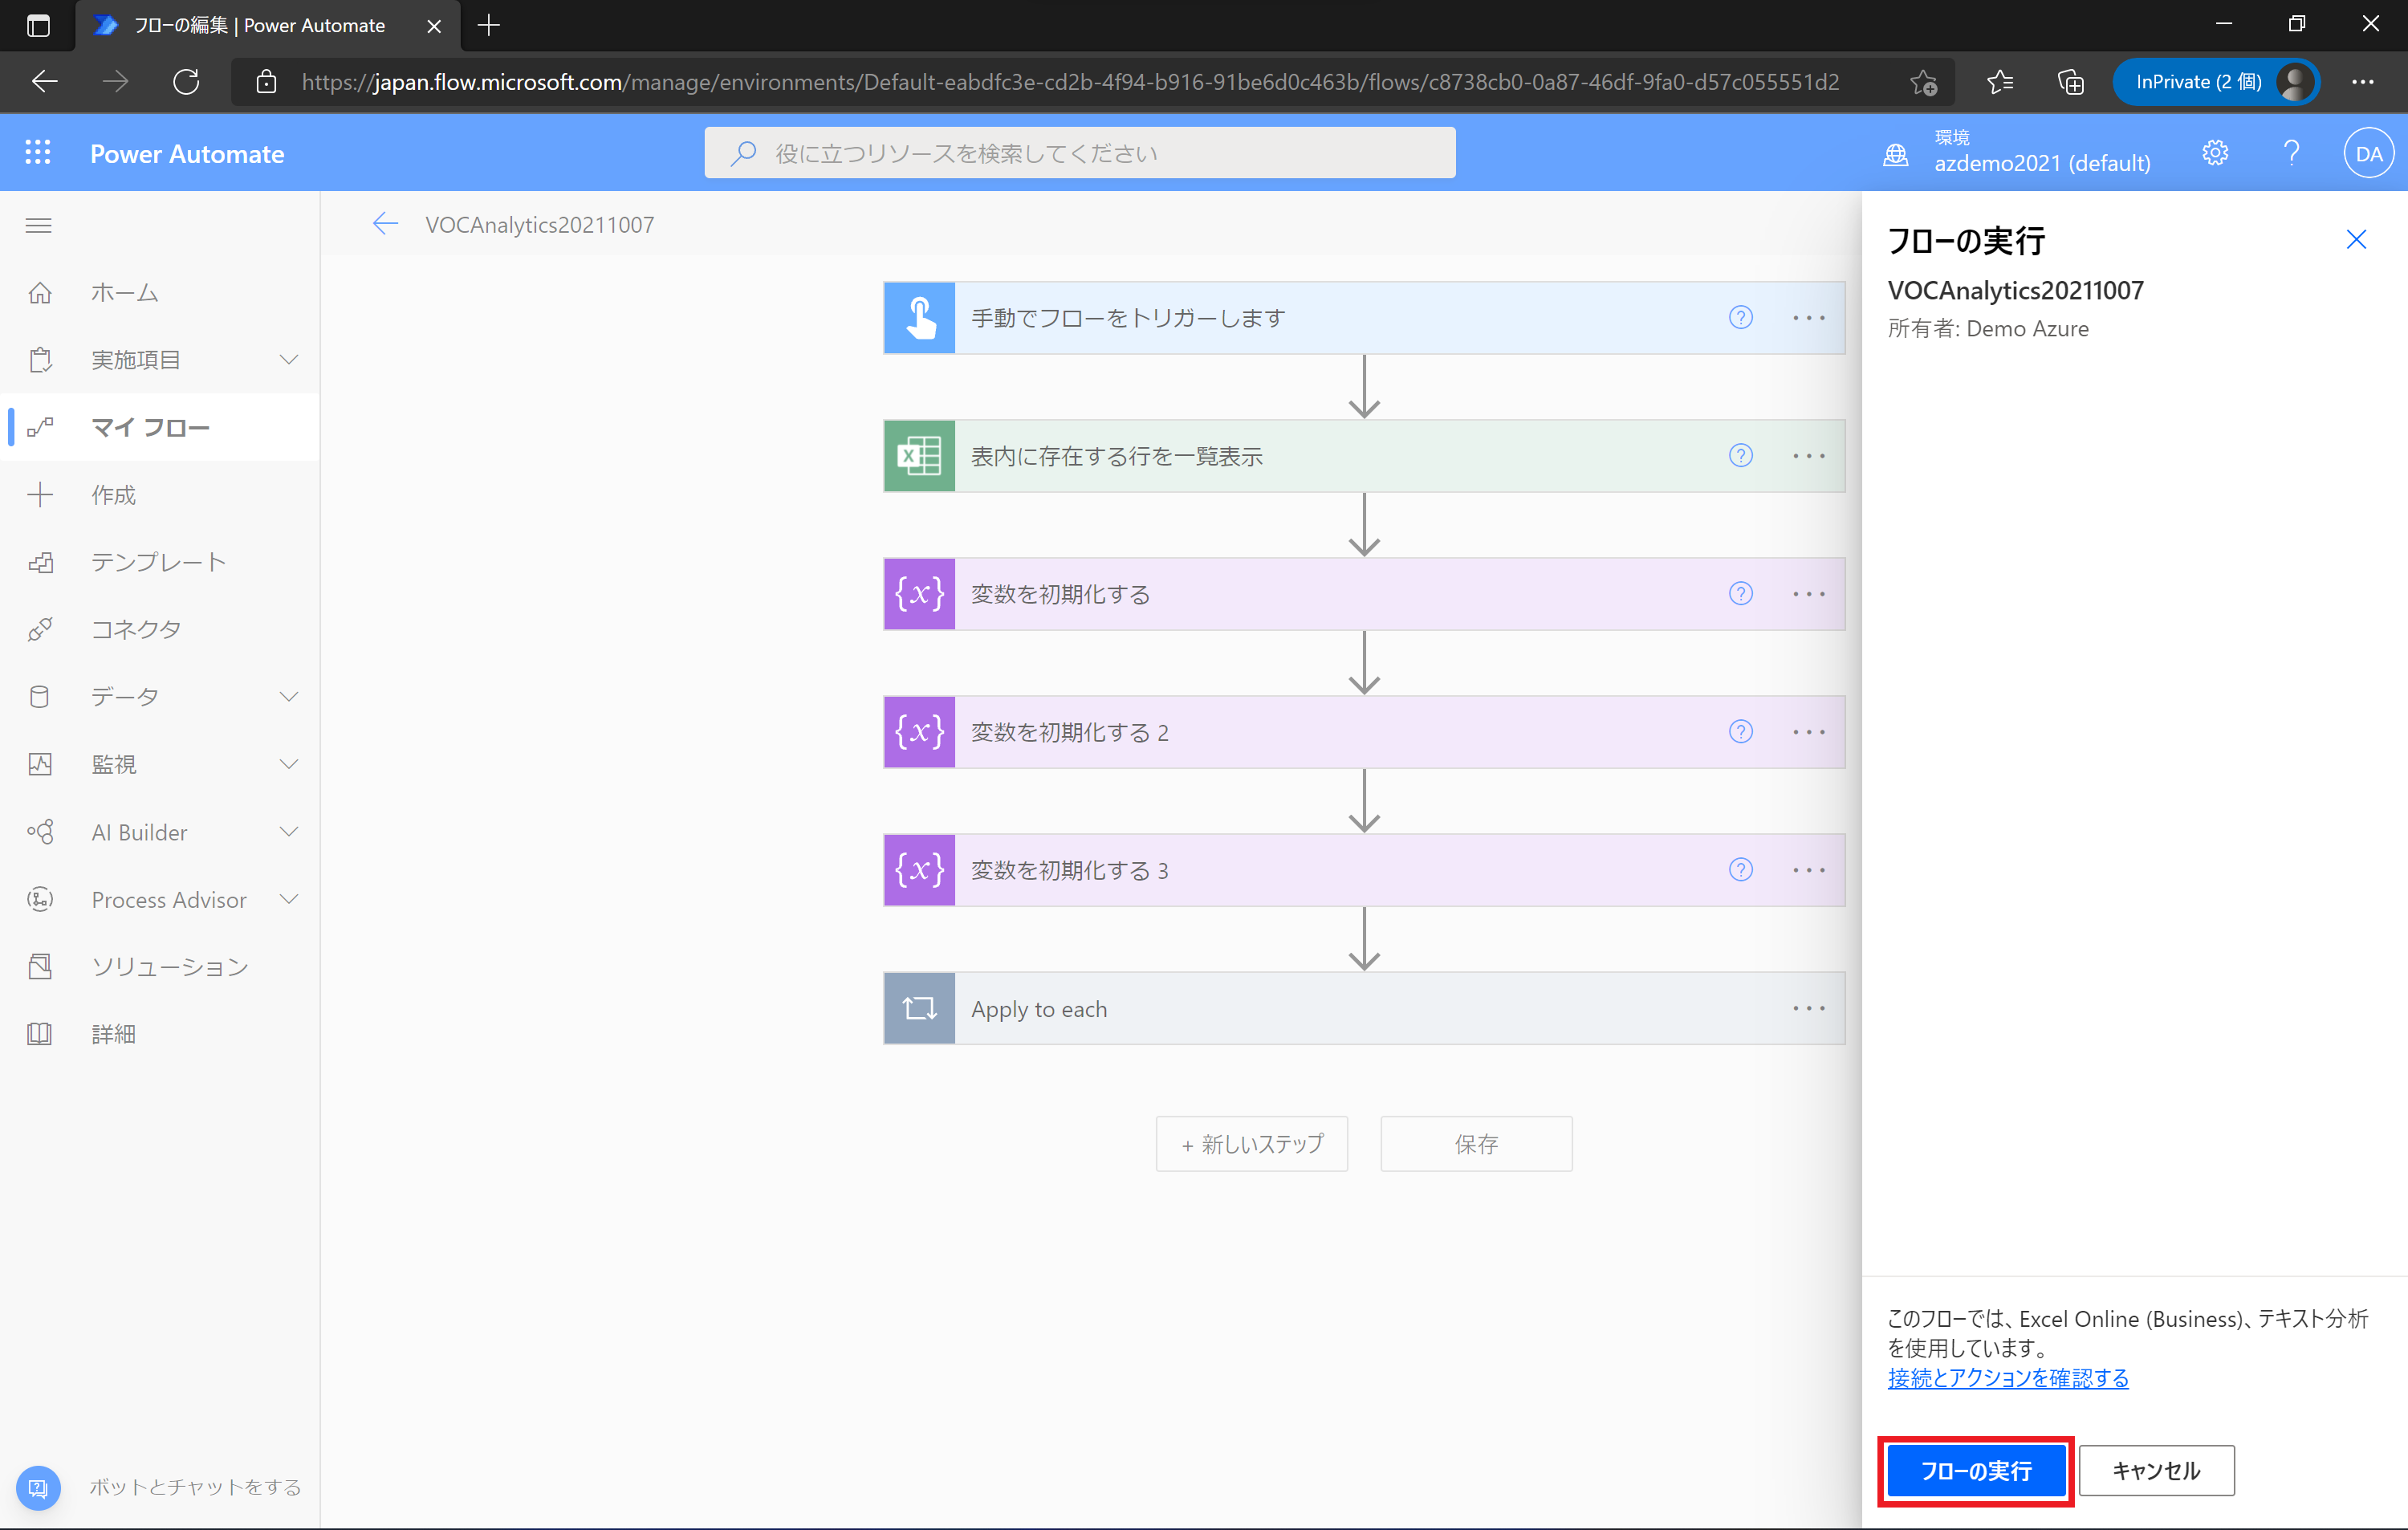 フローの編集 | Power Automate
https://japan.flow.microsoft.com/manage/environments/Default-eabdfc3e-cd2b-4f94-b916-91be6d0c463b/flows/c8738cb0-0a87-46df-9fa0-d57c055551d2
InPrivate (2 個)
Power Automate
役に立つリソースを検索してください
環境
azdemo2021 (default)
DA
ホーム
実施項目
マイ フロー
作成
テンプレート
コネクタ
データ
監視
AI Builder
Process Advisor
ソリューション
詳細
ボットとチャットをする
VOCAnalytics20211007
手動でフローをトリガーします
表内に存在する行を一覧表示
変数を初期化する
変数を初期化する 2
変数を初期化する 3
Apply to each
+ 新しいステップ
保存
フローの実行
VOCAnalytics20211007
所有者: Demo Azure
このフローでは、Excel Online (Business)、テキスト分析
を使用しています。
接続とアクションを確認する
フローの実行
キャンセル